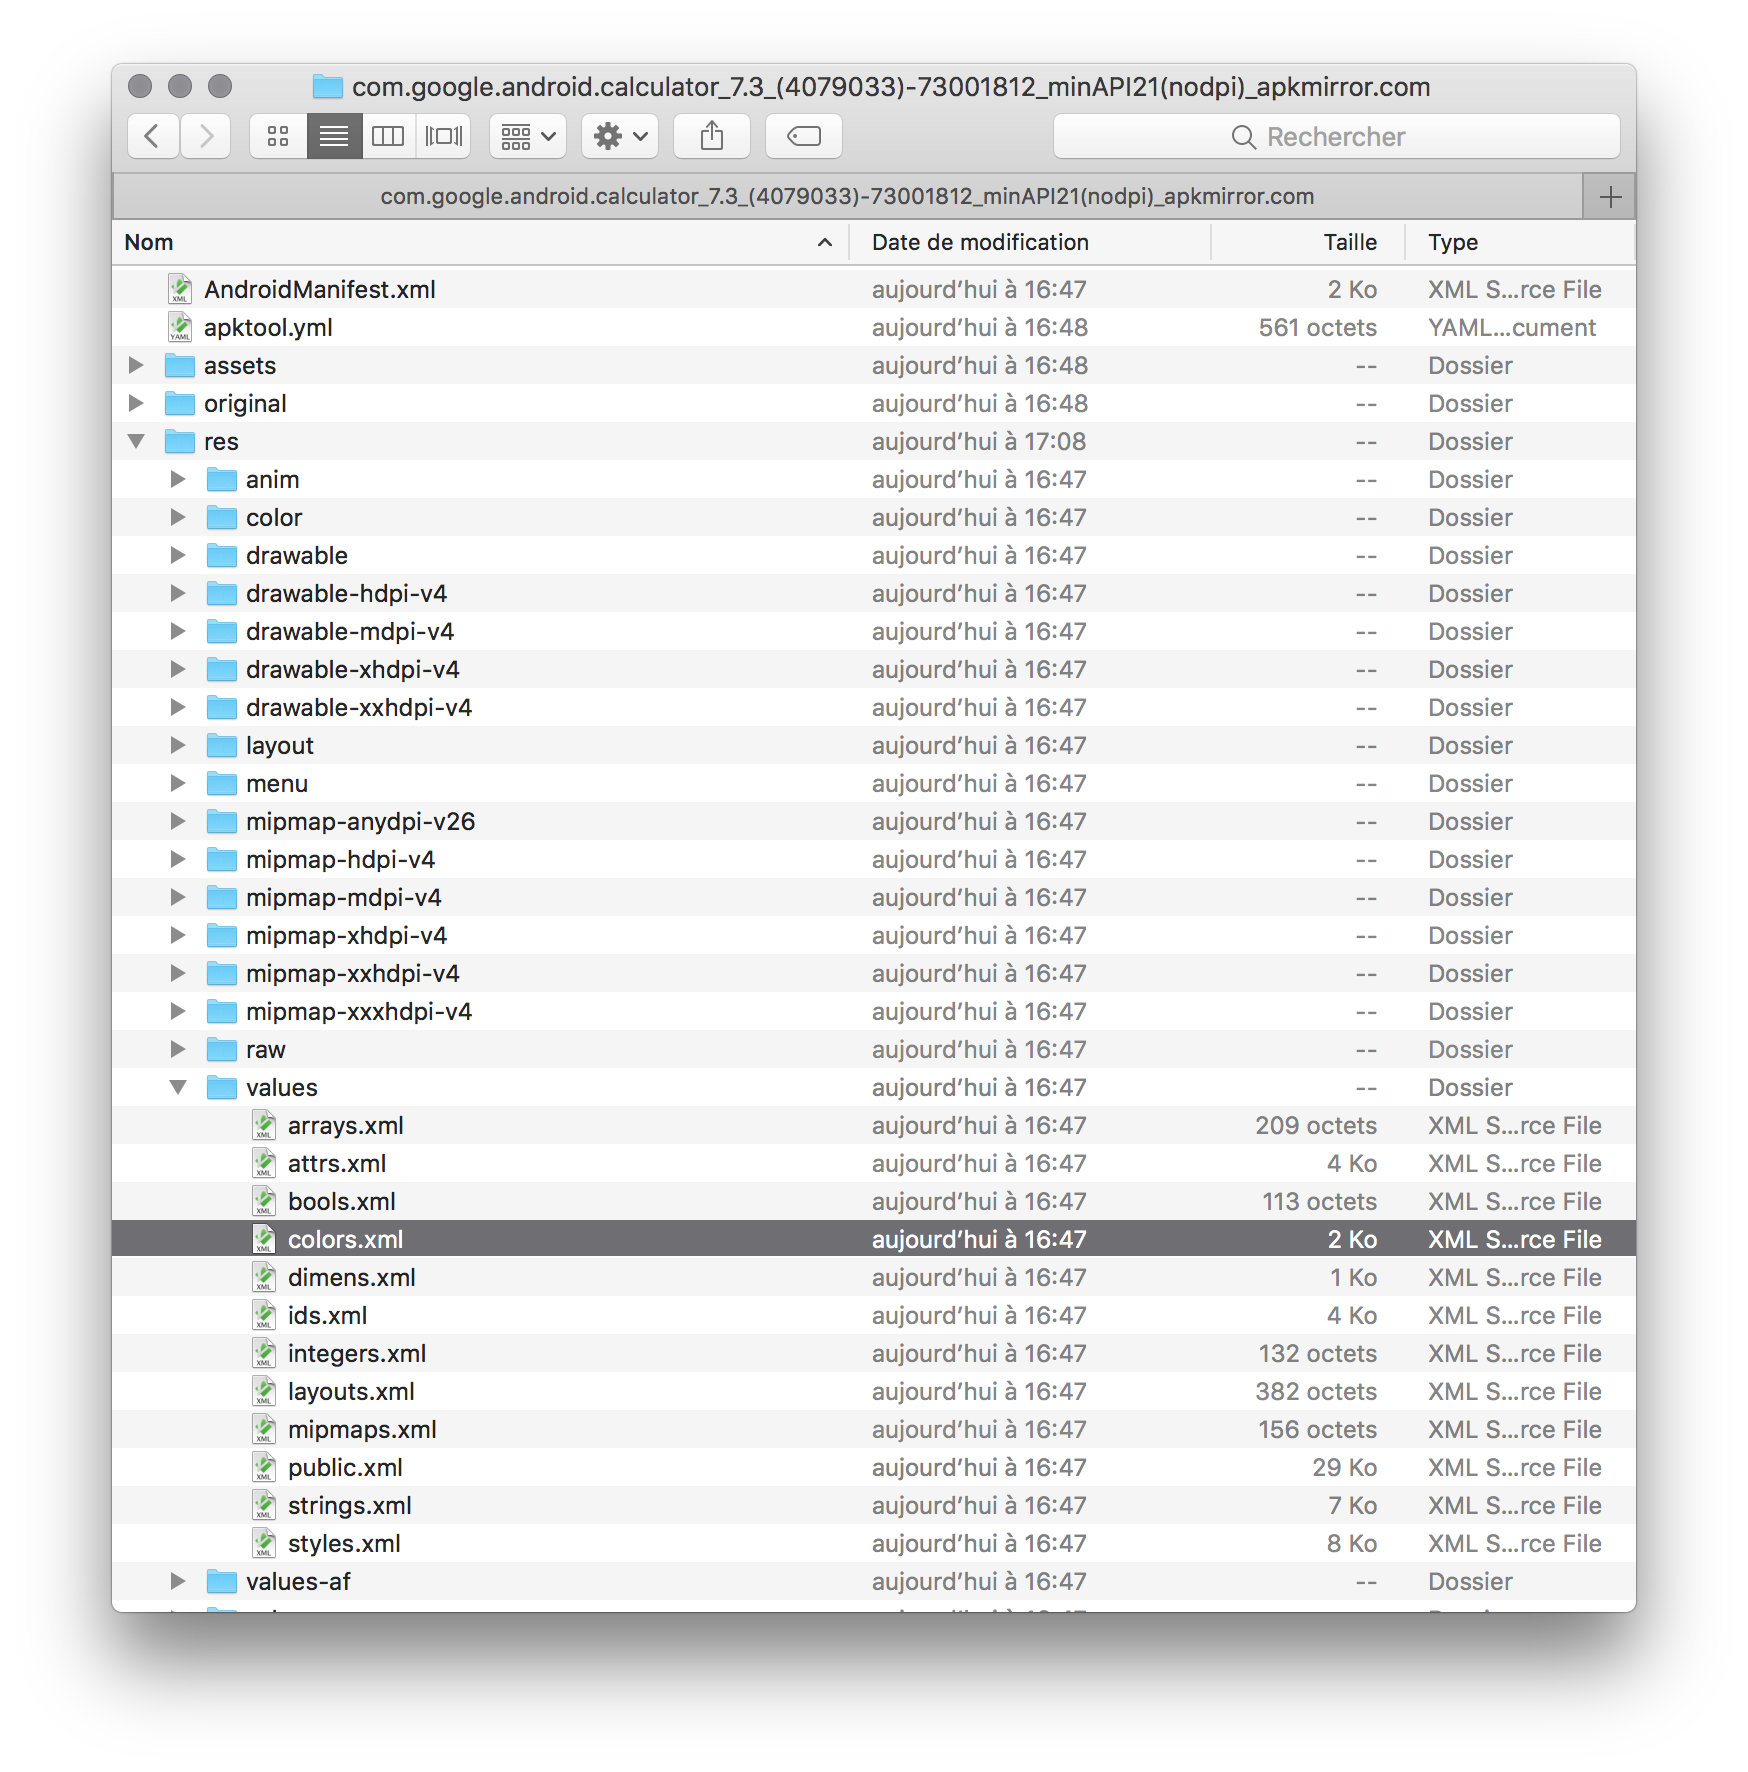 com.google.android.calculator_7.3_(4079033)-73001812_minAPI21(nodpi)_apkmirror.com
Rechercher
com.google.android.calculator_7.3_(4079033)-73001812_minAPI21(nodpi)_apkmirror.com
Nom Date de modification Taille Type
AndroidManifest.xml aujourd’hui à 16:47 2 Ko XML S...rce File
apktool.yml aujourd’hui à 16:48 561 octets YAML...cument
assets aujourd’hui à 16:48 -- Dossier
original aujourd’hui à 16:48 -- Dossier
res aujourd’hui à 17:08 -- Dossier
anim aujourd’hui à 16:47 -- Dossier
color aujourd’hui à 16:47 -- Dossier
drawable aujourd’hui à 16:47 -- Dossier
drawable-hdpi-v4 aujourd’hui à 16:47 -- Dossier
drawable-mdpi-v4 aujourd’hui à 16:47 -- Dossier
drawable-xhdpi-v4 aujourd’hui à 16:47 -- Dossier
drawable-xxhdpi-v4 aujourd’hui à 16:47 -- Dossier
layout aujourd’hui à 16:47 -- Dossier
menu aujourd’hui à 16:47 -- Dossier
mipmap-anydpi-v26 aujourd’hui à 16:47 -- Dossier
mipmap-hdpi-v4 aujourd’hui à 16:47 -- Dossier
mipmap-mdpi-v4 aujourd’hui à 16:47 -- Dossier
mipmap-xhdpi-v4 aujourd’hui à 16:47 -- Dossier
mipmap-xxhdpi-v4 aujourd’hui à 16:47 -- Dossier
mipmap-xxxhdpi-v4 aujourd’hui à 16:47 -- Dossier
raw aujourd’hui à 16:47 -- Dossier
values aujourd’hui à 16:47 -- Dossier
arrays.xml aujourd’hui à 16:47 209 octets XML S...rce File
attrs.xml aujourd’hui à 16:47 4 Ko XML S...rce File
bools.xml aujourd’hui à 16:47 113 octets XML S...rce File
colors.xml aujourd’hui à 16:47 2 Ko XML S...rce File
dimens.xml aujourd’hui à 16:47 1 Ko XML S...rce File
ids.xml aujourd’hui à 16:47 4 Ko XML S...rce File
integers.xml aujourd’hui à 16:47 132 octets XML S...rce File
layouts.xml aujourd’hui à 16:47 382 octets XML S...rce File
mipmaps.xml aujourd’hui à 16:47 156 octets XML S...rce File
public.xml aujourd’hui à 16:47 29 Ko XML S...rce File
strings.xml aujourd’hui à 16:47 7 Ko XML S...rce File
styles.xml aujourd’hui à 16:47 8 Ko XML S...rce File
values-af aujourd’hui à 16:47 -- Dossier